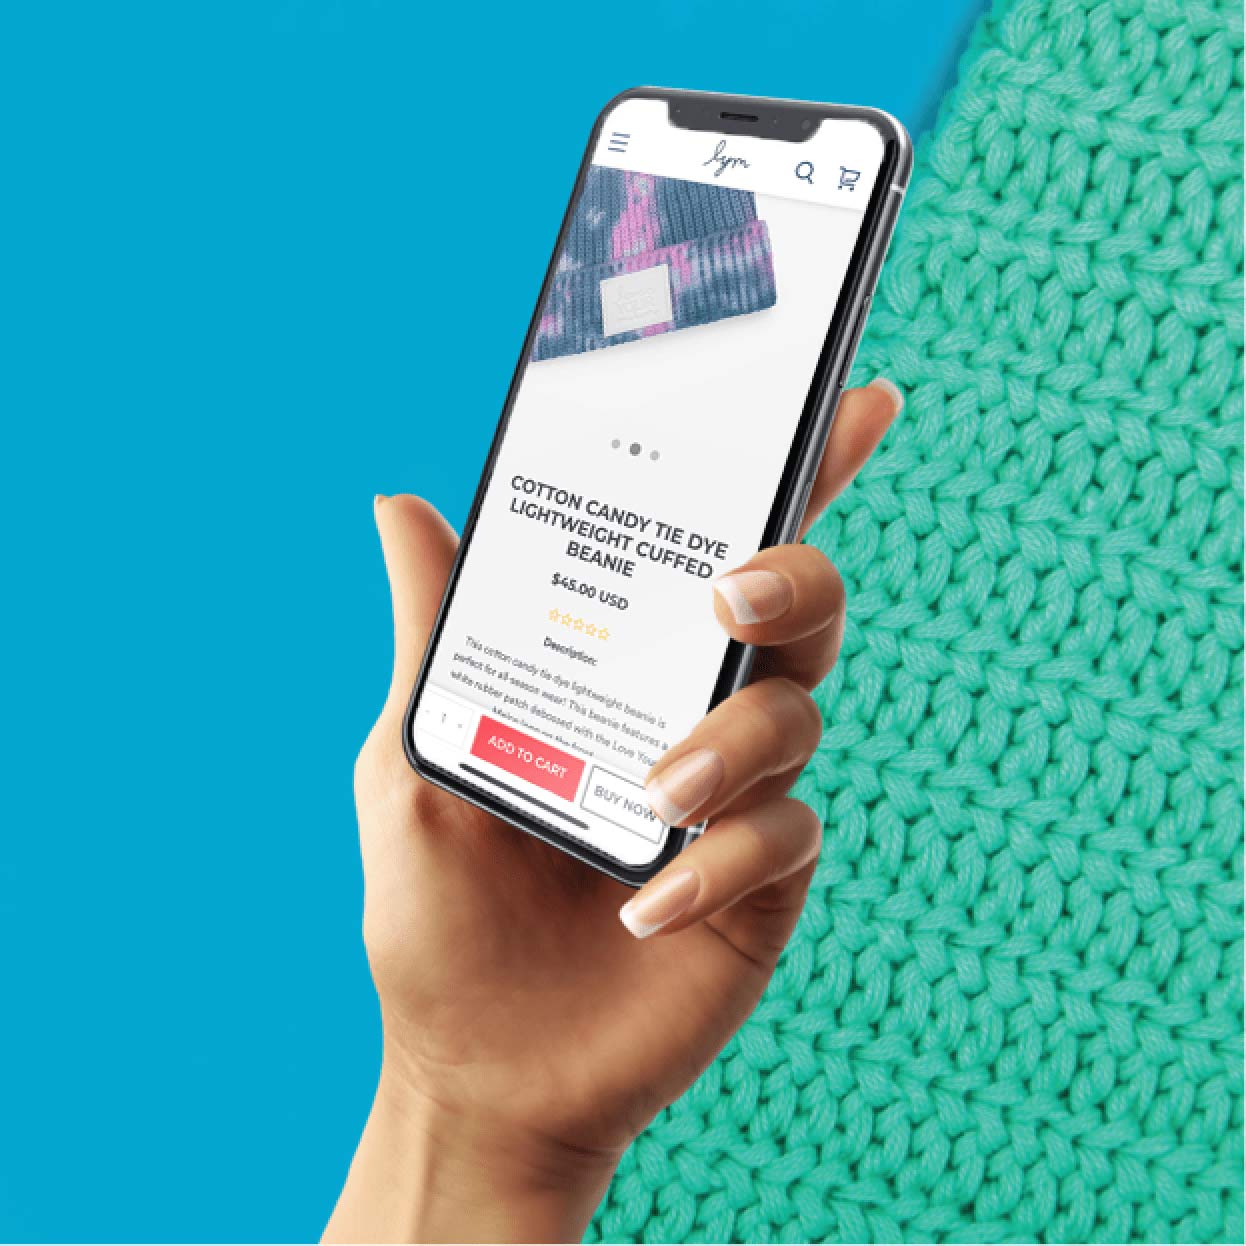 lym
COTTON CANDY TIE DYE
LIGHTWEIGHT CUFFED
BEANIE
$45.00 USD
Description:
This cotton candy tie dye lightweight beanie is
perfect for all season wear! This beanie features a
white rubber patch debossed with the Love Your
1
ADD TO CART
BUY NOW